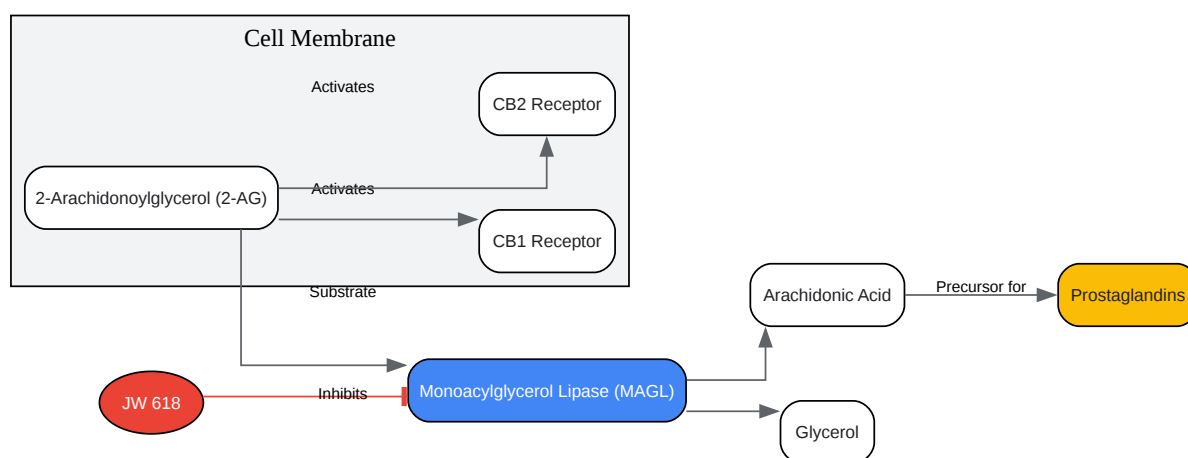 Cell Membrane
Activates
CB2 Receptor
2-Arachidonoylglycerol (2-AG)
Activates
CB1 Receptor
Substrate
Arachidonic Acid
Precursor for
Prostaglandins
JW 618
Inhibits
Monoacylglycerol Lipase (MAGL)
Glycerol